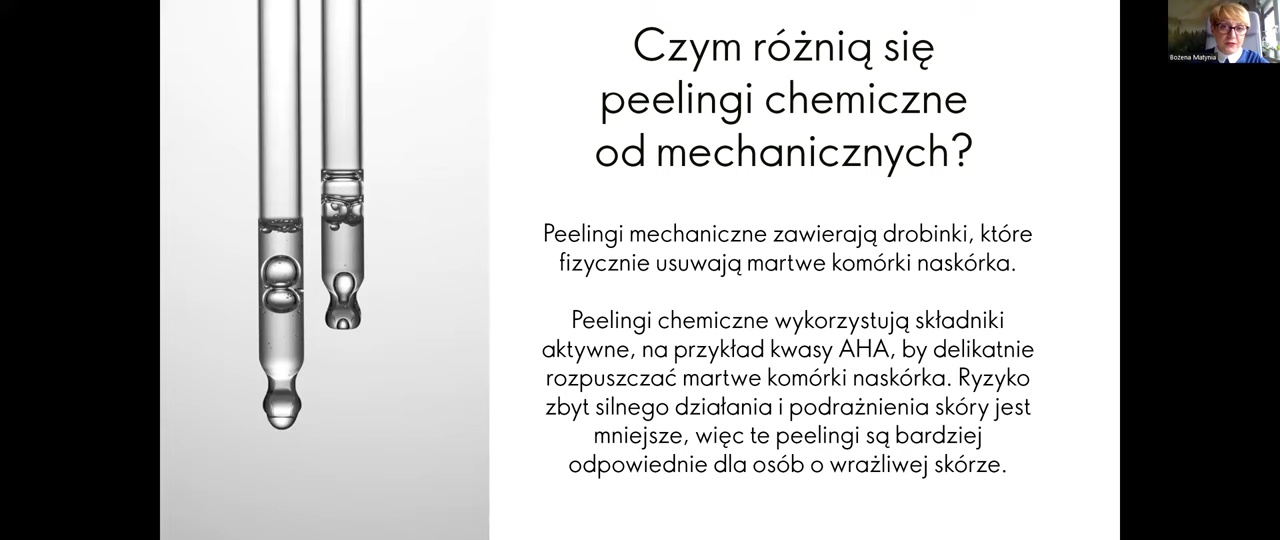 Czym różnią się
peelingi chemiczne
od mechanicznych?
Peelingi mechaniczne zawierają drobinki, które
fizycznie usuwają martwe komórki naskórka.
Peelingi chemiczne wykorzystują składniki
aktywne, na przykład kwasy AHA, by delikatnie
rozpuszczać martwe komórki naskórka. Ryzyko
zbyt silnego działania i podrażnienia skóry jest
mniejsze, więc te peelingi są bardziej
odpowiednie dla osób o wrażliwej skórze.
Bożena Matynia